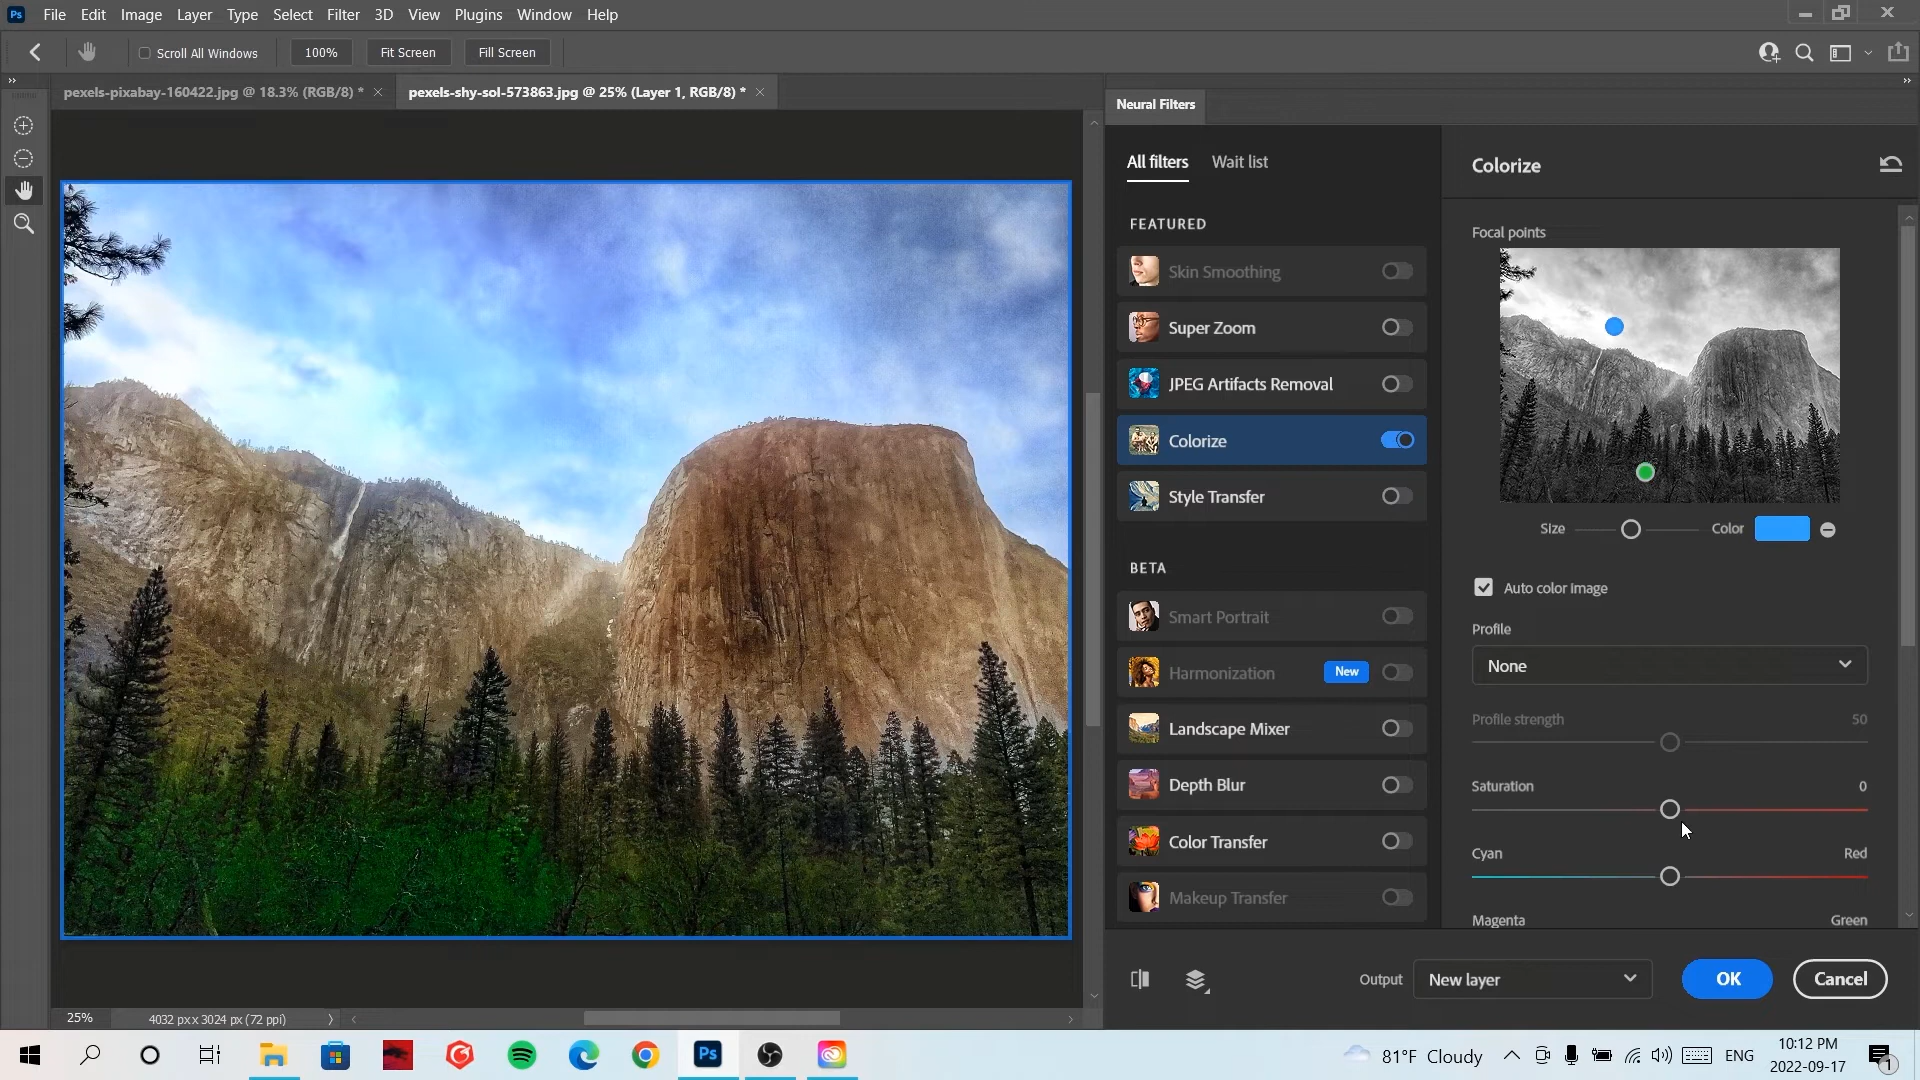 Ps File Edit Image Layer Type Select Filter 3D View Plugins Window Help
Scroll All Windows 100% Fit Screen Fill Screen
pexels-pixabay-160422.jpg @ 18.3% (RGB/8) * pexels-shy-sol-573863.jpg @ 25% (Layer 1, RGB/8) *
Neural Filters
All filters Wait list
FEATURED
Skin Smoothing
Super Zoom
JPEG Artifacts Removal
Colorize
Style Transfer
BETA
Smart Portrait
Harmonization New
Landscape Mixer
Depth Blur
Color Transfer
Makeup Transfer
Colorize
Focal points
Size Color
Auto color image
Profile
None
Profile strength 50
Saturation 0
Cyan Red
Magenta Green
Output New layer OK Cancel
25% 4032 px x 3024 px (72 ppi)
Ps
81°F Cloudy ENG
10:12 PM
2022-09-17
1